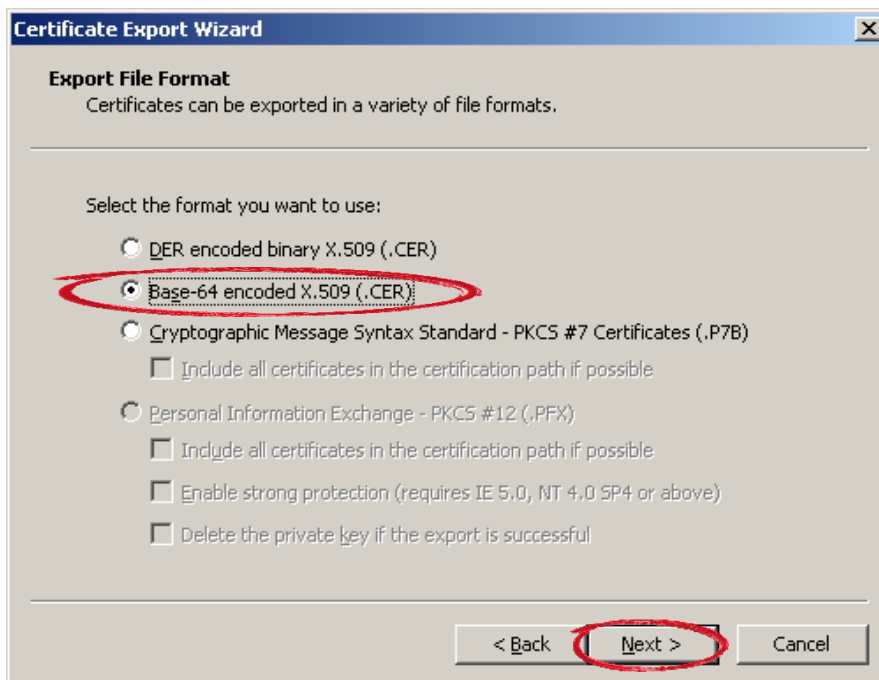 Certificate Export Wizard
Export File Format
Certificates can be exported in a variety of file formats.
Select the format you want to use:
DER encoded binary X.509 (.CER)
Base-64 encoded X.509 (.CER)
Cryptographic Message Syntax Standard - PKCS #7 Certificates (.P7B)
Include all certificates in the certification path if possible
Personal Information Exchange - PKCS #12 (.PFX)
Include all certificates in the certification path if possible
Enable strong protection (requires IE 5.0, NT 4.0 SP4 or above)
Delete the private key if the export is successful
< Back Next > Cancel